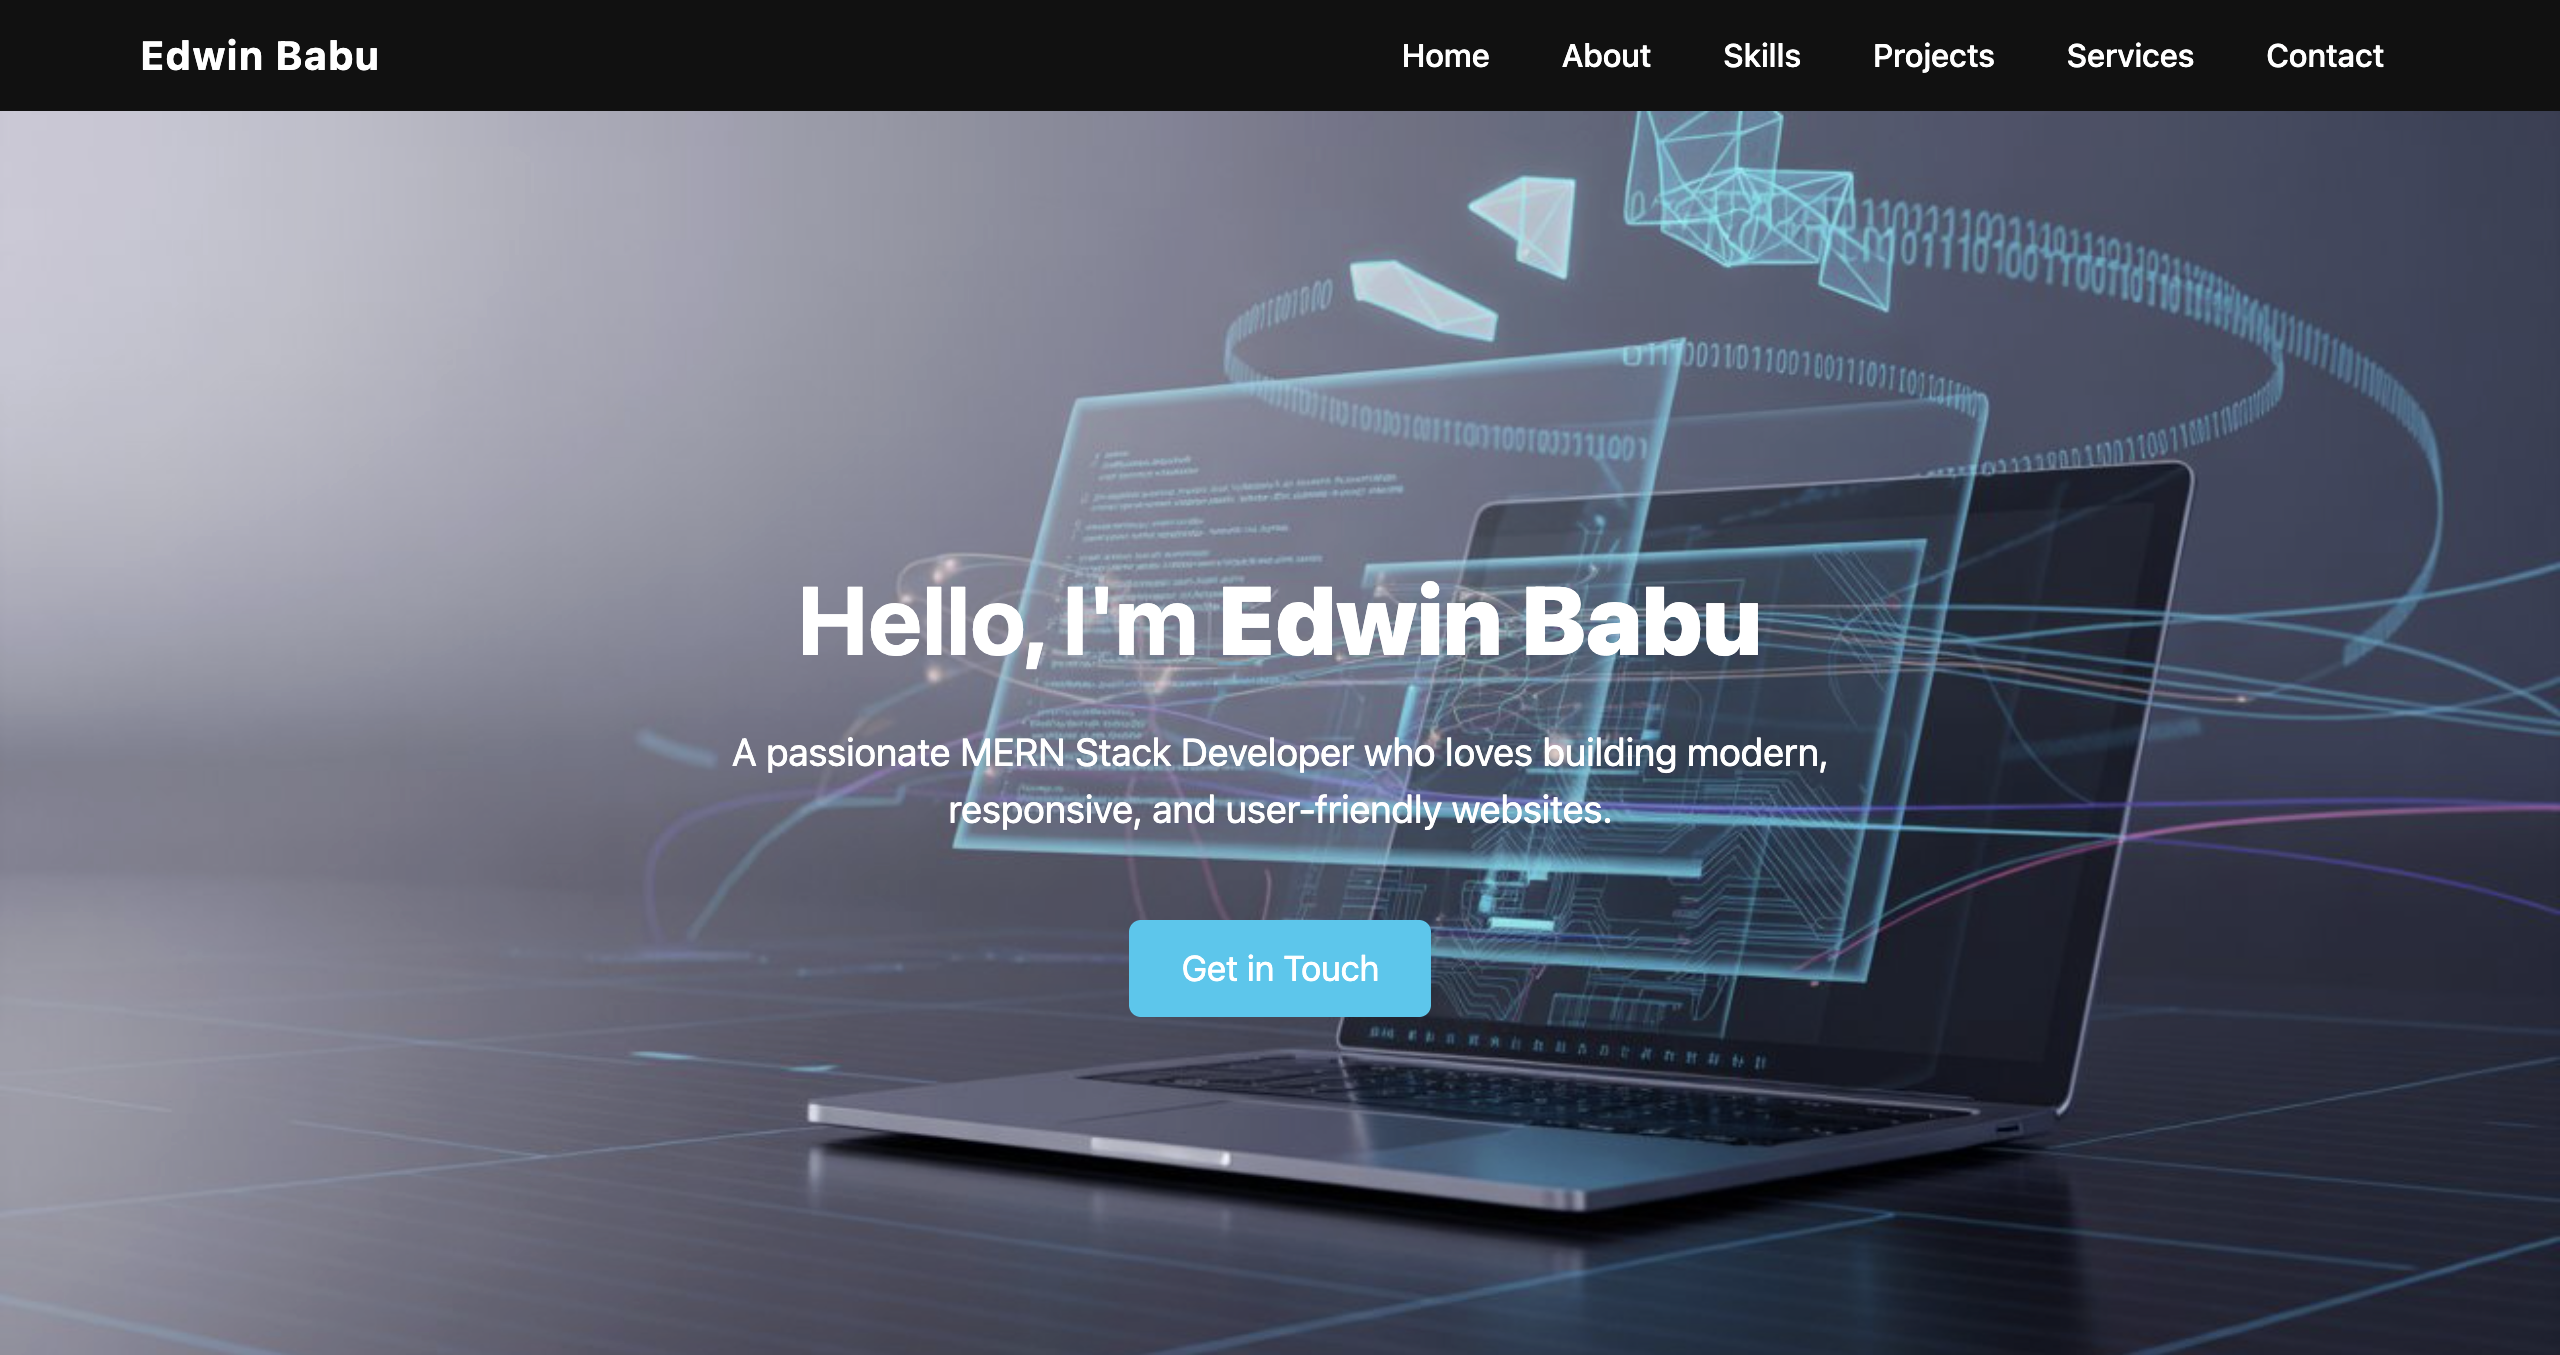 Edwin Babu
Home About Skills Projects Services Contact
Hello, I'm Edwin Babu
A passionate MERN Stack Developer who loves building modern,
responsive, and user-friendly websites.
Get in Touch